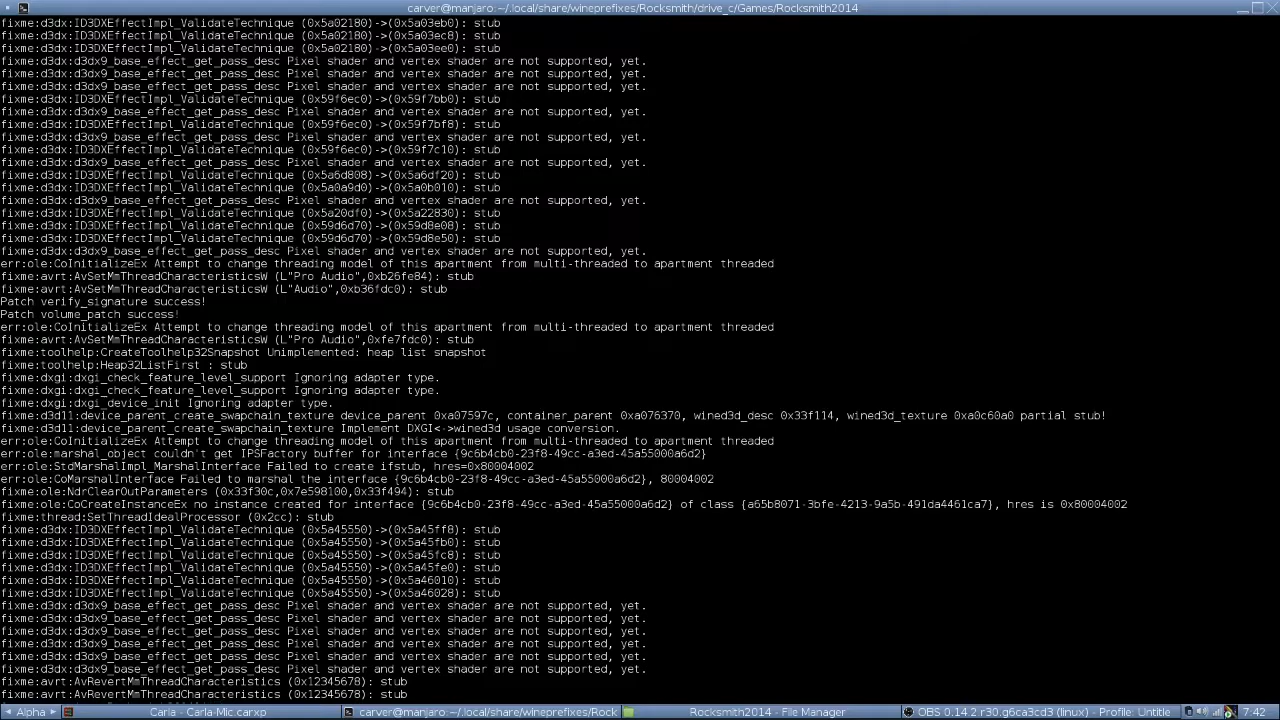 carver@manjaro:~/.local/share/wineprefixes/Rocksmith/drive_c/Games/Rocksmith2014
fixme:d3dx:ID3DXEffectImpl_ValidateTechnique (0x5a02180)->(0x5a03eb0): stub
fixme:d3dx:ID3DXEffectImpl_ValidateTechnique (0x5a02180)->(0x5a03ec8): stub
fixme:d3dx:ID3DXEffectImpl_ValidateTechnique (0x5a02180)->(0x5a03ee0): stub
fixme:d3dx:d3dx9_base_effect_get_pass_desc Pixel shader and vertex shader are not supported, yet.
fixme:d3dx:d3dx9_base_effect_get_pass_desc Pixel shader and vertex shader are not supported, yet.
fixme:d3dx:d3dx9_base_effect_get_pass_desc Pixel shader and vertex shader are not supported, yet.
fixme:d3dx:ID3DXEffectImpl_ValidateTechnique (0x59f6ec0)->(0x59f7bb0): stub
fixme:d3dx:d3dx9_base_effect_get_pass_desc Pixel shader and vertex shader are not supported, yet.
fixme:d3dx:ID3DXEffectImpl_ValidateTechnique (0x59f6ec0)->(0x59f7bf8): stub
fixme:d3dx:d3dx9_base_effect_get_pass_desc Pixel shader and vertex shader are not supported, yet.
fixme:d3dx:ID3DXEffectImpl_ValidateTechnique (0x59f6ec0)->(0x59f7c10): stub
fixme:d3dx:d3dx9_base_effect_get_pass_desc Pixel shader and vertex shader are not supported, yet.
fixme:d3dx:ID3DXEffectImpl_ValidateTechnique (0x5a6d808)->(0x5a6df20): stub
fixme:d3dx:ID3DXEffectImpl_ValidateTechnique (0x5a0a9d0)->(0x5a0b010): stub
fixme:d3dx:d3dx9_base_effect_get_pass_desc Pixel shader and vertex shader are not supported, yet.
fixme:d3dx:ID3DXEffectImpl_ValidateTechnique (0x5a20df0)->(0x5a22830): stub
fixme:d3dx:ID3DXEffectImpl_ValidateTechnique (0x59d6d70)->(0x59d8e08): stub
fixme:d3dx:ID3DXEffectImpl_ValidateTechnique (0x59d6d70)->(0x59d8e50): stub
fixme:d3dx:d3dx9_base_effect_get_pass_desc Pixel shader and vertex shader are not supported, yet.
err:ole:CoInitializeEx Attempt to change threading model of this apartment from multi-threaded to apartment threaded
fixme:avrt:AvSetMmThreadCharacteristicsW (L"Pro Audio",0xb26fe84): stub
fixme:avrt:AvSetMmThreadCharacteristicsW (L"Audio",0xb36fdc0): stub
Patch verify_signature success!
Patch volume_patch success!
err:ole:CoInitializeEx Attempt to change threading model of this apartment from multi-threaded to apartment threaded
fixme:avrt:AvSetMmThreadCharacteristicsW (L"Pro Audio",0xfe7fdc0): stub
fixme:toolhelp:CreateToolhelp32Snapshot Unimplemented: heap list snapshot
fixme:toolhelp:Heap32ListFirst : stub
fixme:dxgi:dxgi_check_feature_level_support Ignoring adapter type.
fixme:dxgi:dxgi_check_feature_level_support Ignoring adapter type.
fixme:dxgi:dxgi_device_init Ignoring adapter type.
fixme:d3d11:device_parent_create_swapchain_texture device_parent 0xa07597c, container_parent 0xa076370, wined3d_desc 0x33f114, wined3d_texture 0xa0c60a0 partial stub!
fixme:d3d11:device_parent_create_swapchain_texture Implement DXGI<->wined3d usage conversion.
err:ole:CoInitializeEx Attempt to change threading model of this apartment from multi-threaded to apartment threaded
err:ole:marshal_object couldn't get IPSFactory buffer for interface {9c6b4cb0-23f8-49cc-a3ed-45a55000a6d2}
err:ole:StdMarshalImpl_MarshalInterface Failed to create ifstub, hres=0x80004002
err:ole:CoMarshalInterface Failed to marshal the interface {9c6b4cb0-23f8-49cc-a3ed-45a55000a6d2}, 80004002
fixme:ole:NdrClearOutParameters (0x33f30c,0x7e598100,0x33f494): stub
fixme:ole:CoCreateInstanceEx no instance created for interface {9c6b4cb0-23f8-49cc-a3ed-45a55000a6d2} of class {a65b8071-3bfe-4213-9a5b-491da4461ca7}, hres is 0x80004002
fixme:thread:SetThreadIdealProcessor (0x2cc): stub
fixme:d3dx:ID3DXEffectImpl_ValidateTechnique (0x5a45550)->(0x5a45ff8): stub
fixme:d3dx:ID3DXEffectImpl_ValidateTechnique (0x5a45550)->(0x5a45fb0): stub
fixme:d3dx:ID3DXEffectImpl_ValidateTechnique (0x5a45550)->(0x5a45fc8): stub
fixme:d3dx:ID3DXEffectImpl_ValidateTechnique (0x5a45550)->(0x5a45fe0): stub
fixme:d3dx:ID3DXEffectImpl_ValidateTechnique (0x5a45550)->(0x5a46010): stub
fixme:d3dx:ID3DXEffectImpl_ValidateTechnique (0x5a45550)->(0x5a46028): stub
fixme:d3dx:d3dx9_base_effect_get_pass_desc Pixel shader and vertex shader are not supported, yet.
fixme:d3dx:d3dx9_base_effect_get_pass_desc Pixel shader and vertex shader are not supported, yet.
fixme:d3dx:d3dx9_base_effect_get_pass_desc Pixel shader and vertex shader are not supported, yet.
fixme:d3dx:d3dx9_base_effect_get_pass_desc Pixel shader and vertex shader are not supported, yet.
fixme:d3dx:d3dx9_base_effect_get_pass_desc Pixel shader and vertex shader are not supported, yet.
fixme:d3dx:d3dx9_base_effect_get_pass_desc Pixel shader and vertex shader are not supported, yet.
fixme:avrt:AvRevertMmThreadCharacteristics (0x12345678): stub
fixme:avrt:AvRevertMmThreadCharacteristics (0x12345678): stub
Alpha Carla - Carla-Mic.carxp carver@manjaro:~/.local/share/wineprefixes/Rock Rocksmith2014 - File Manager OBS 0.14.2.r30.g6ca3cd3 (linux) - Profile: Untitle 7:42